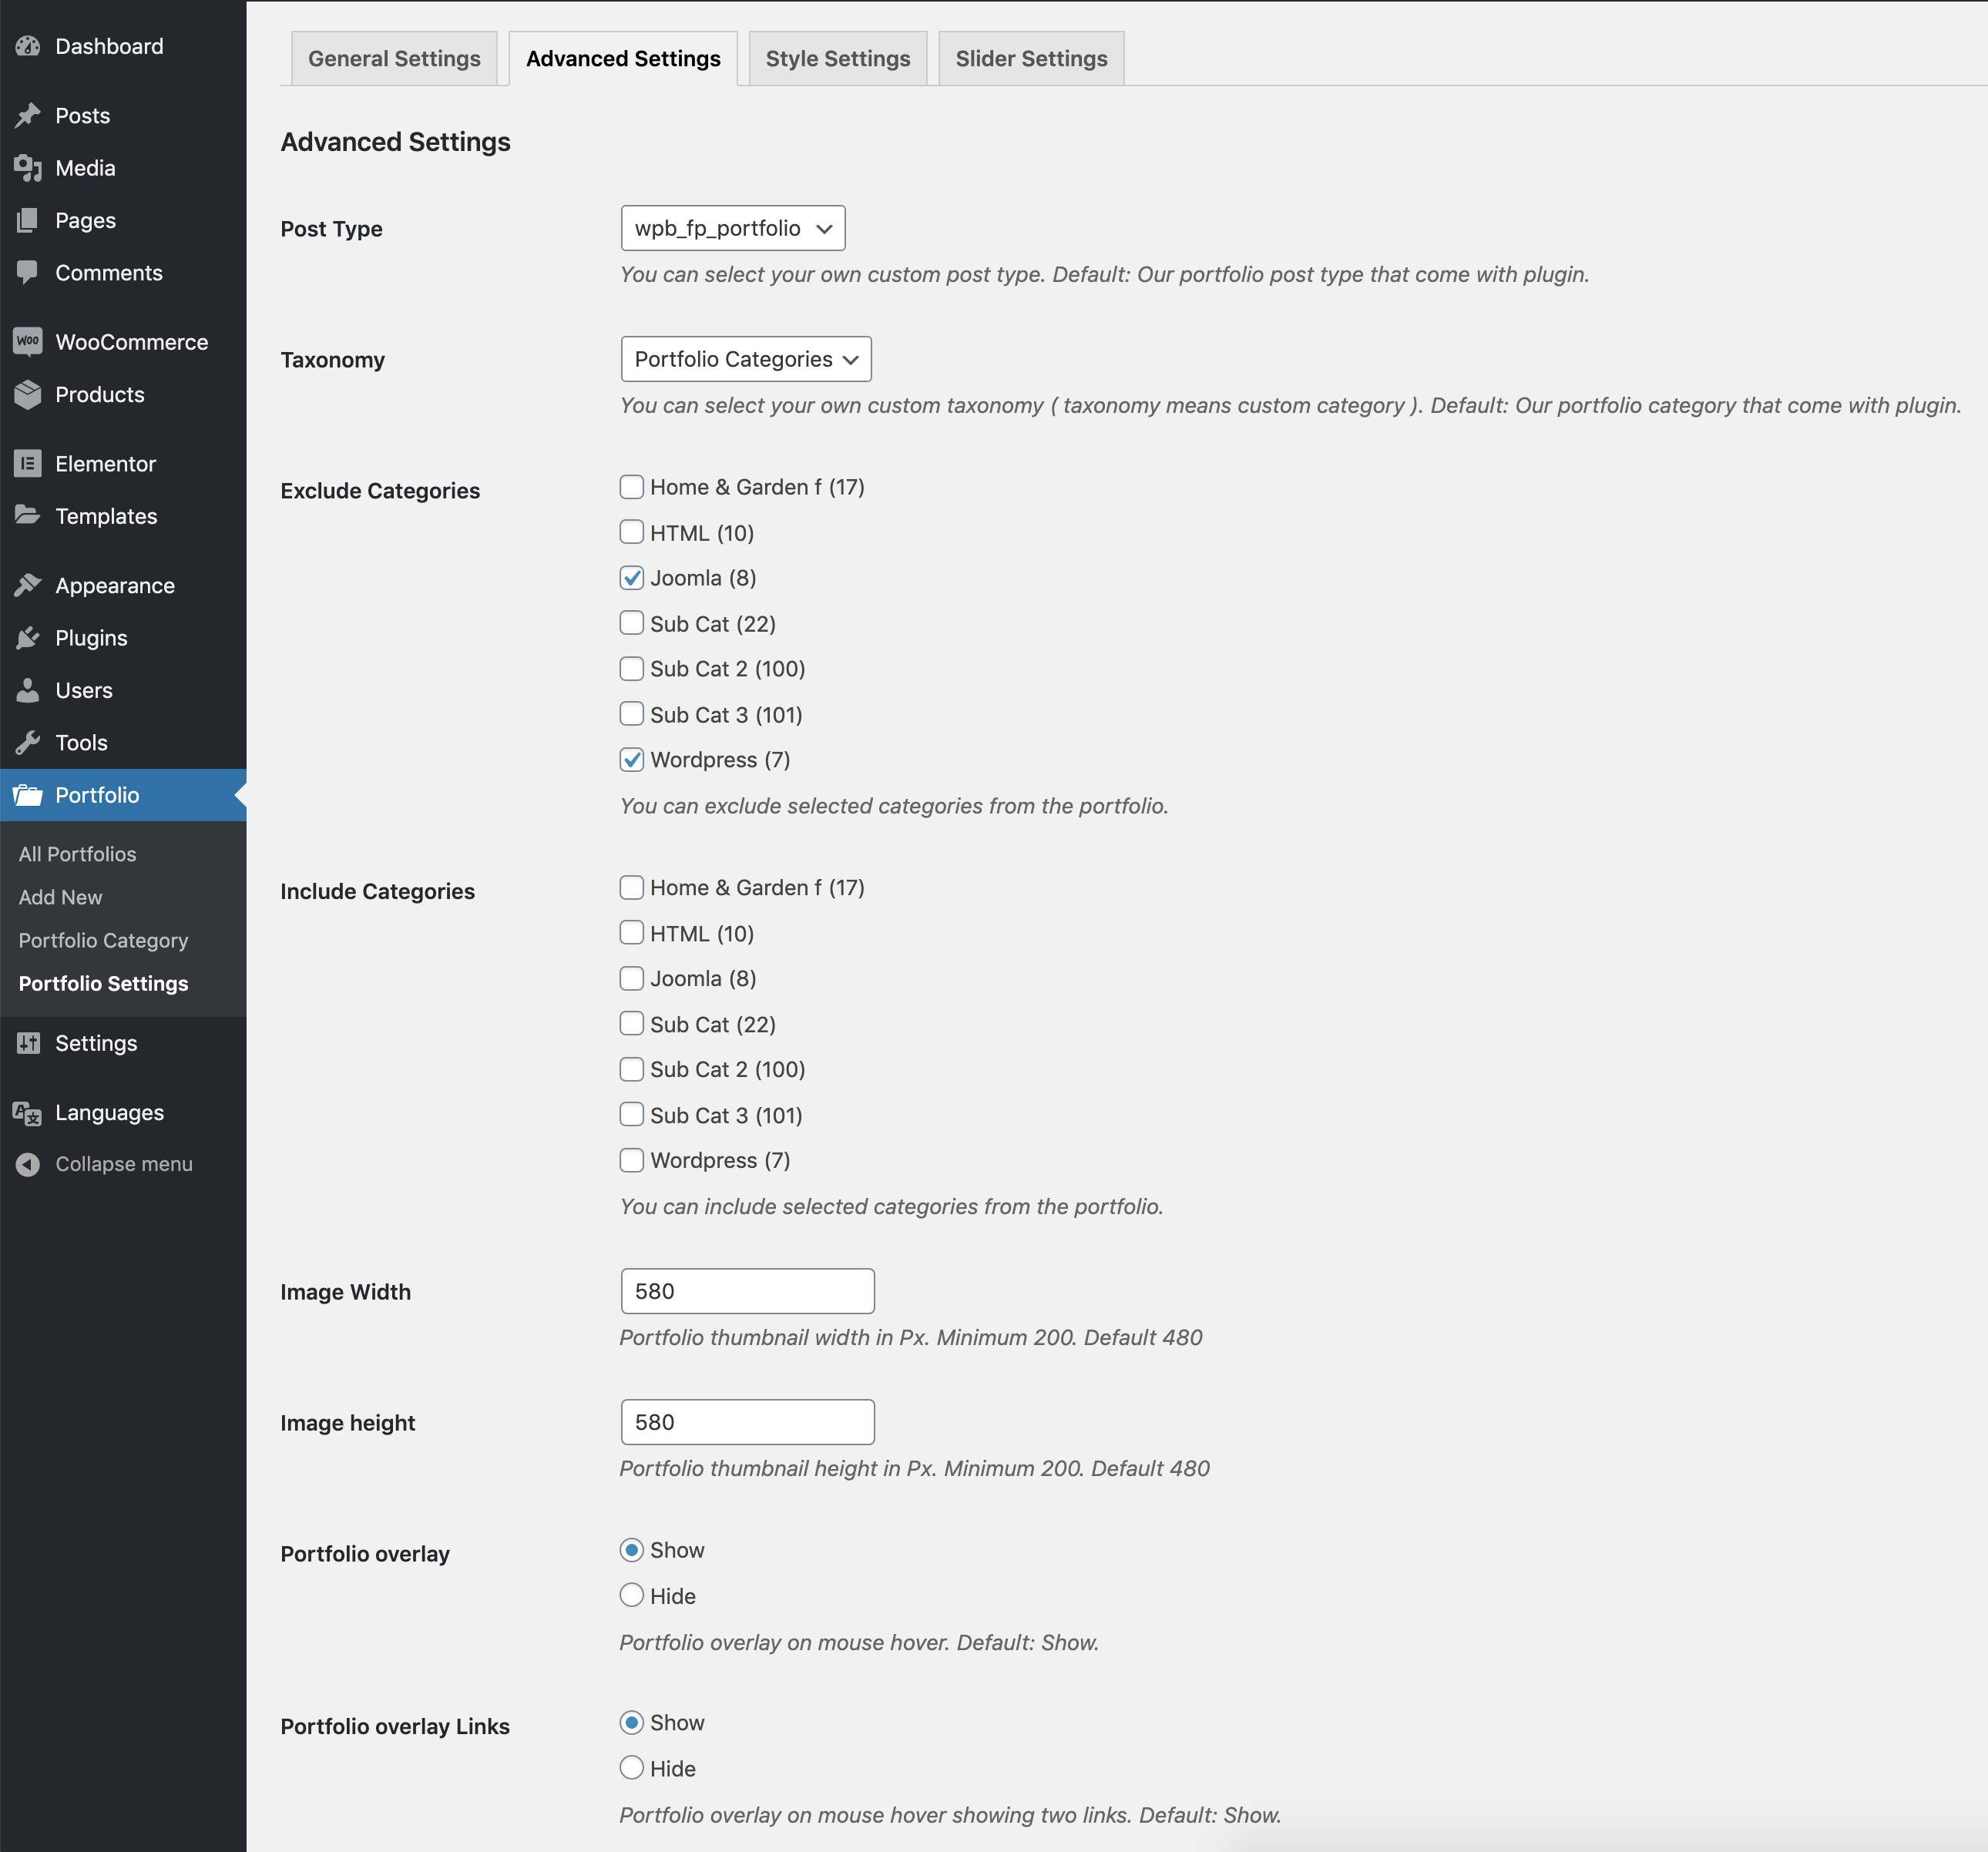 Dashboard
Posts
Media
Pages
Comments
Woo WooCommerce
Products
Elementor
Templates
Appearance
Plugins
Users
Tools
Portfolio
All Portfolios
Add New
Portfolio Category
Portfolio Settings
Settings
Languages
Collapse menu
General Settings Advanced Settings Style Settings Slider Settings
Advanced Settings
Post Type wpb_fp_portfolio
You can select your own custom post type. Default: Our portfolio post type that come with plugin.
Taxonomy Portfolio Categories
You can select your own custom taxonomy ( taxonomy means custom category ). Default: Our portfolio category that come with plugin.
Exclude Categories Home & Garden f (17)
HTML (10)
Joomla (8)
Sub Cat (22)
Sub Cat 2 (100)
Sub Cat 3 (101)
Wordpress (7)
You can exclude selected categories from the portfolio.
Include Categories Home & Garden f (17)
HTML (10)
Joomla (8)
Sub Cat (22)
Sub Cat 2 (100)
Sub Cat 3 (101)
Wordpress (7)
You can include selected categories from the portfolio.
Image Width 580
Portfolio thumbnail width in Px. Minimum 200. Default 480
Image height 580
Portfolio thumbnail height in Px. Minimum 200. Default 480
Portfolio overlay Show
Hide
Portfolio overlay on mouse hover. Default: Show.
Portfolio overlay Links Show
Hide
Portfolio overlay on mouse hover showing two links. Default: Show.